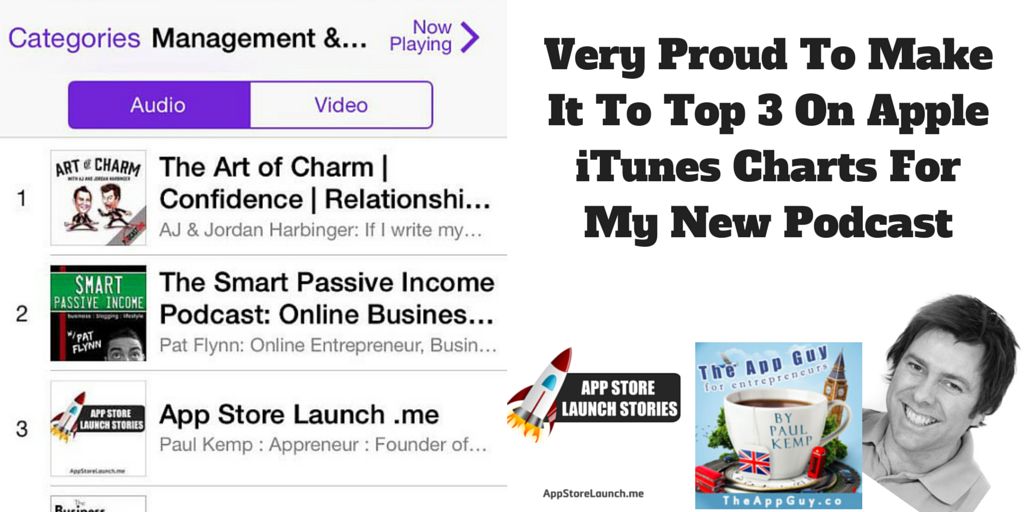 Categories Management &... Now Playing
Audio Video
1
ART of CHARM
WITH AJ AND JORDAN HARBINGER
The Art of Charm |
Confidence | Relationshi...
AJ & Jordan Harbinger: If I write my...
2
$MART
PASSIVE INCOME
business : blogging : lifestyle
w/ PAT
FLYNN
The Smart Passive Income
Podcast: Online Busines...
Pat Flynn: Online Entrepreneur, Busin...
3
APP STORE
LAUNCH STORIES
AppStoreLaunch.me
App Store Launch .me
Paul Kemp : Appreneur : Founder of...
The
Business
Very Proud To Make
It To Top 3 On Apple
iTunes Charts For
My New Podcast
APP STORE
LAUNCH STORIES
AppStoreLaunch.me
The App Guy
for entrepreneurs
BY
PAUL
KEMP
TheAppGuy.co